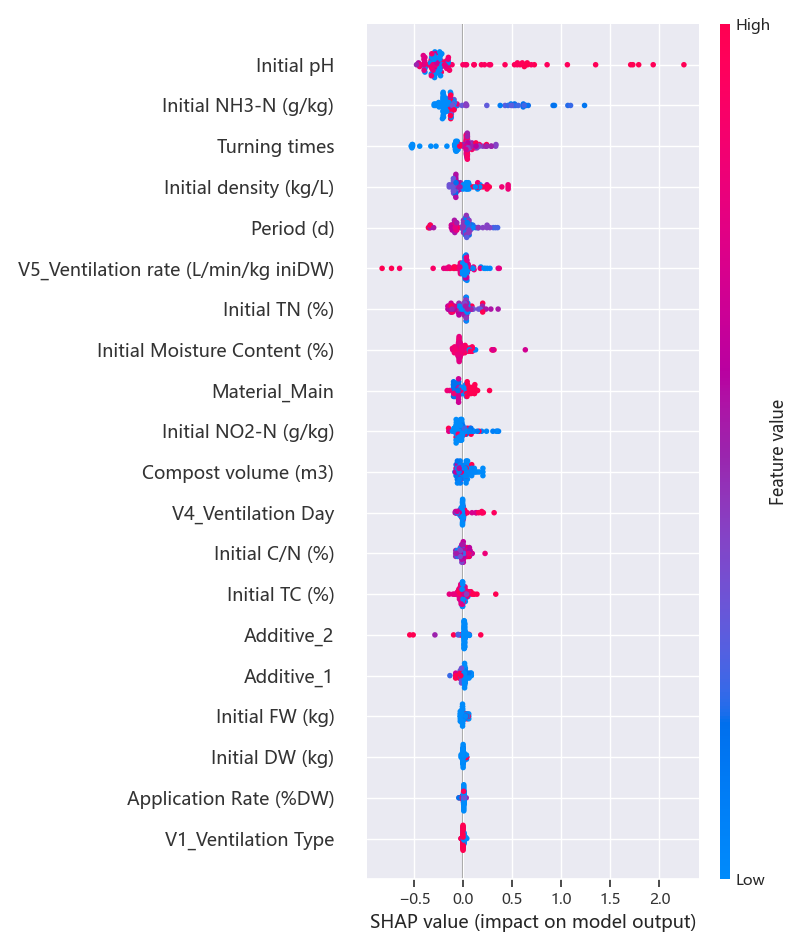 High
Initial pH
Initial NH3-N (g/kg)
Turning times
Initial density (kg/L)
Period (d)
V5_Ventilation rate (L/min/kg iniDW)
Initial TN (%)
Initial Moisture Content (%)
Material_Main
Initial NO2-N (g/kg)
Compost volume (m3)
V4_Ventilation Day
Initial C/N (%)
Initial TC (%)
Additive_2
Additive_1
Initial FW (kg)
Initial DW (kg)
Application Rate (%DW)
V1_Ventilation Type
Feature value
Low
−0.5 0.0 0.5 1.0 1.5 2.0
SHAP value (impact on model output)